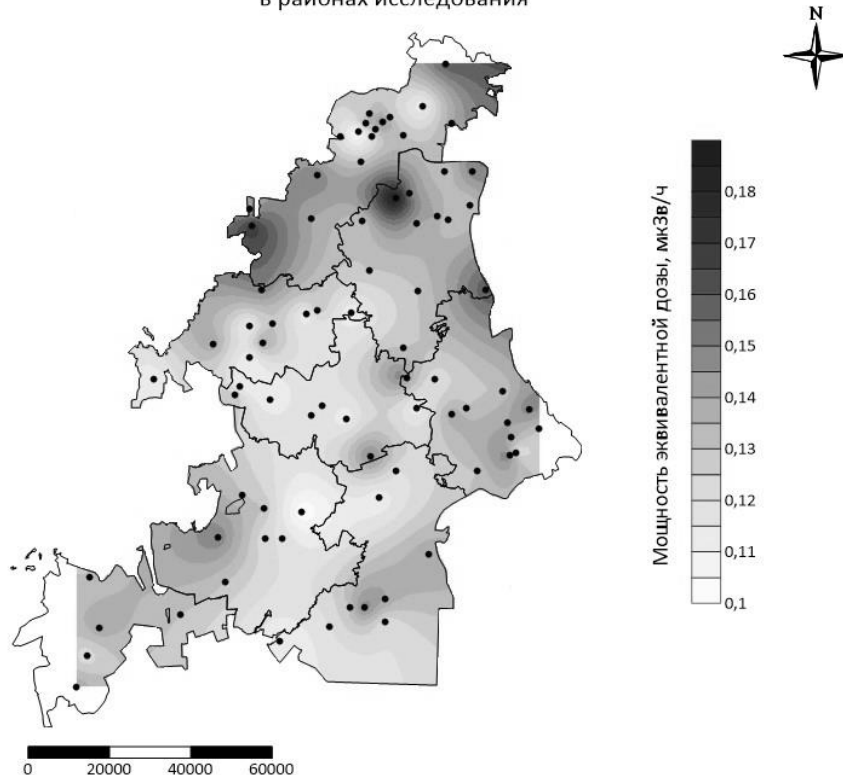 в районах исследования
N
Мощность эквивалентной дозы, мкЗв/ч
0,18
0,17
0,16
0,15
0,14
0,13
0,12
0,11
0,1
0 20000 40000 60000